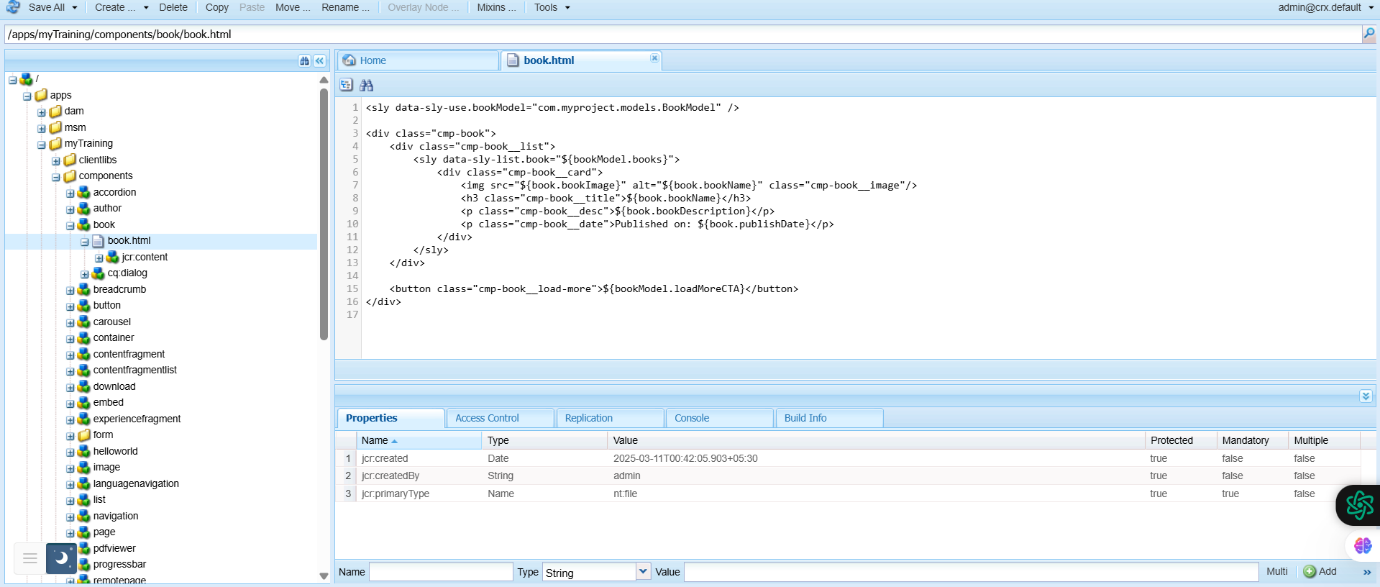 Save All Create ... Delete Copy Paste Move ... Rename ... Overlay Node ... Mixins ... Tools admin@crx.default
/apps/myTraining/components/book/book.html
/
apps
dam
msm
myTraining
clientlibs
components
accordion
author
book
book.html
jcr:content
cq:dialog
breadcrumb
button
carousel
container
contentfragment
contentfragmentlist
download
embed
experiencefragment
form
helloworld
image
languagenavigation
list
navigation
page
pdfviewer
progressbar
remotepage
Home book.html
1 <sly data-sly-use.bookModel="com.myproject.models.BookModel" />
2
3 <div class="cmp-book">
4 <div class="cmp-book__list">
5 <sly data-sly-list.book="${bookModel.books}">
6 <div class="cmp-book__card">
7 <img src="${book.bookImage}" alt="${book.bookName}" class="cmp-book__image"/>
8 <h3 class="cmp-book__title">${book.bookName}</h3>
9 <p class="cmp-book__desc">${book.bookDescription}</p>
10 <p class="cmp-book__date">Published on: ${book.publishDate}</p>
11 </div>
12 </sly>
13 </div>
14
15 <button class="cmp-book__load-more">${bookModel.loadMoreCTA}</button>
16 </div>
17
Properties Access Control Replication Console Build Info
Name Type Value Protected Mandatory Multiple
1 jcr:created Date 2025-03-11T00:42:05.903+05:30 true false false
2 jcr:createdBy String admin true false false
3 jcr:primaryType Name nt:file true true false
Name Type String Value Multi Add